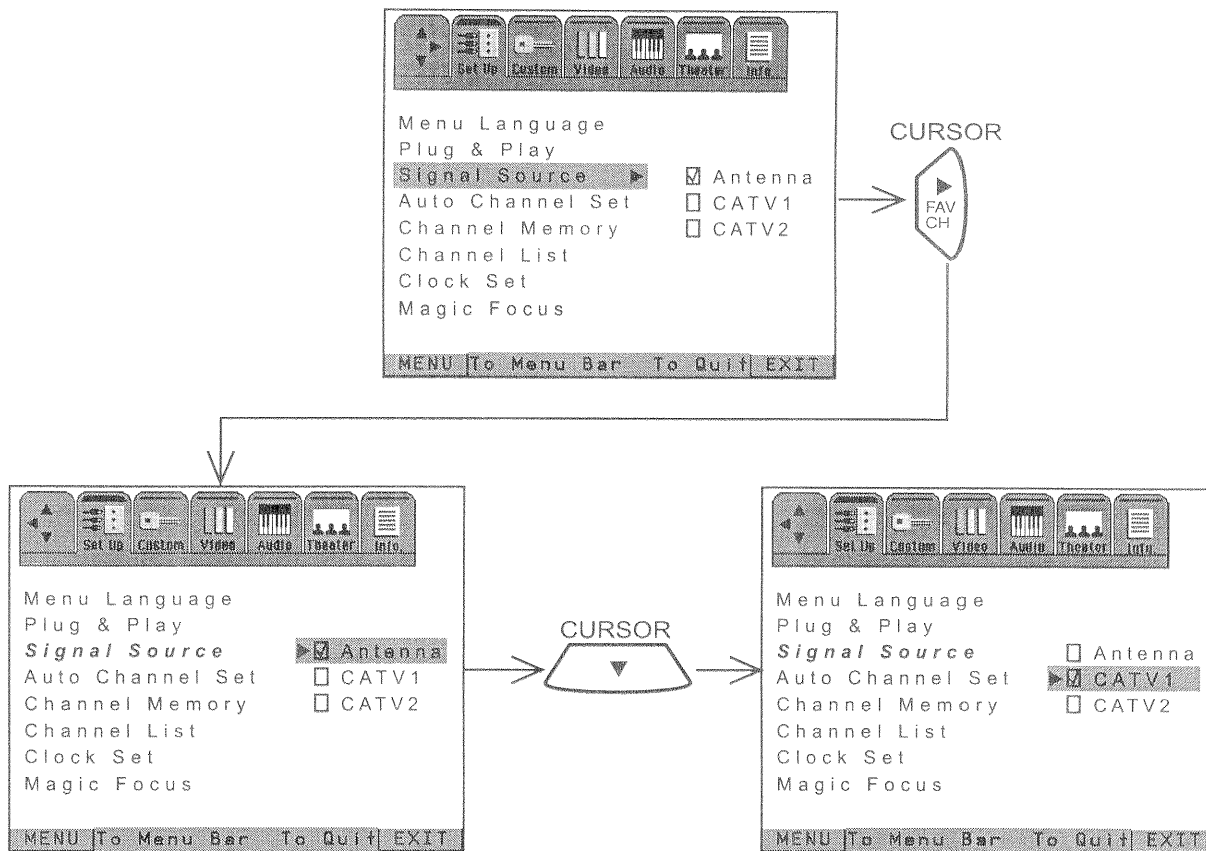 Set Up Custom Video Audio Theater Info
Menu Language
Plug & Play
Signal Source
Antenna
Auto Channel Set
CATV1
Channel Memory
CATV2
Channel List
Clock Set
Magic Focus
MENU To Menu Bar To Quit EXIT
CURSOR
FAV
CH
Set Up Custom Video Audio Theater Info
Menu Language
Plug & Play
Signal Source
Antenna
Auto Channel Set
CATV1
Channel Memory
CATV2
Channel List
Clock Set
Magic Focus
MENU To Menu Bar To Quit EXIT
CURSOR
Set Up Custom Video Audio Theater Info
Menu Language
Plug & Play
Signal Source
Antenna
Auto Channel Set
CATV1
Channel Memory
CATV2
Channel List
Clock Set
Magic Focus
MENU To Menu Bar To Quit EXIT